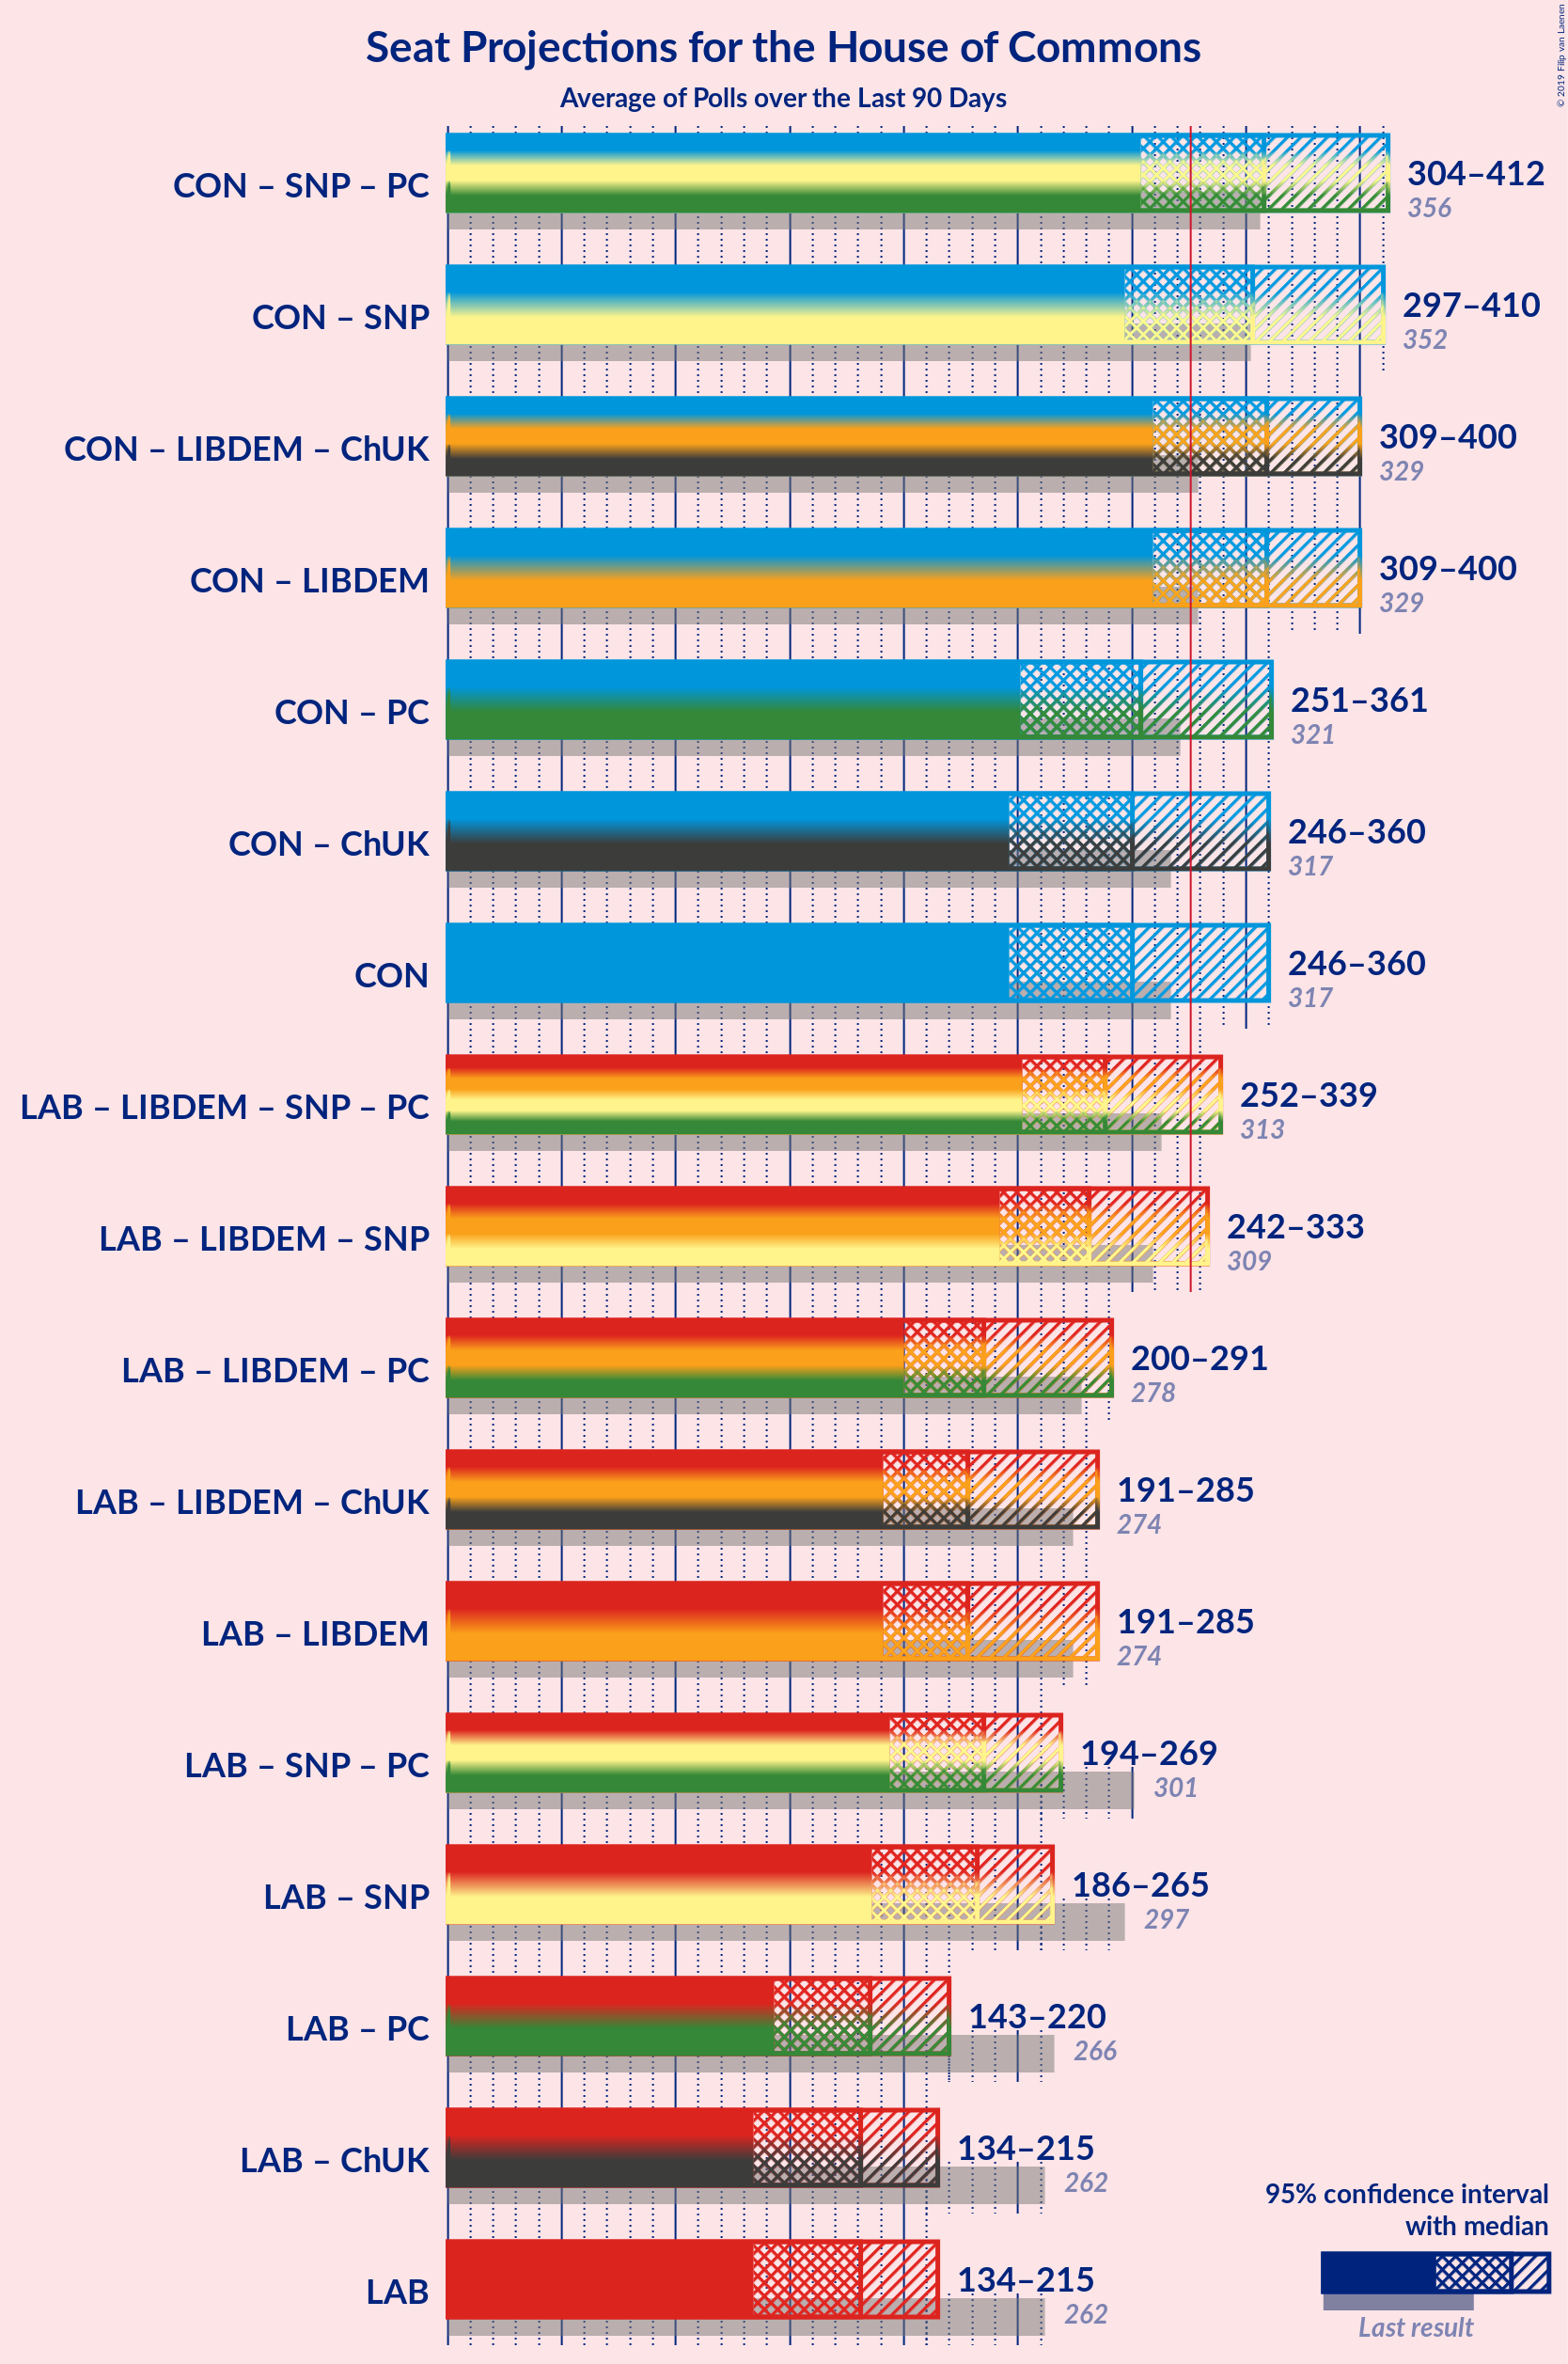 © 2019 Filip van Laenen
Seat Projections for the House of Commons
Average of Polls over the Last 90 Days
CON – SNP – PC
304–412
356
CON – SNP
297–410
352
CON – LIBDEM – ChUK
309–400
329
CON – LIBDEM
309–400
329
CON – PC
251–361
321
CON – ChUK
246–360
317
CON
246–360
317
LAB – LIBDEM – SNP – PC
252–339
313
LAB – LIBDEM – SNP
242–333
309
LAB – LIBDEM – PC
200–291
278
LAB – LIBDEM – ChUK
191–285
274
LAB – LIBDEM
191–285
274
LAB – SNP – PC
194–269
301
LAB – SNP
186–265
297
LAB – PC
143–220
266
LAB – ChUK
134–215
262
LAB
134–215
262
95% confidence interval
with median
Last result